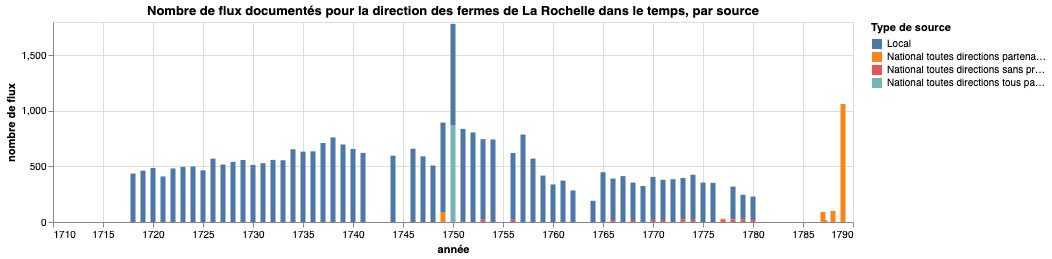 Nombre de flux documentés pour la direction des fermes de La Rochelle dans le temps, par source
Type de source
Local
National toutes directions partena…
National toutes directions sans pr…
National toutes directions tous pa…
nombre de flux
1,500
1,000
500
0
1710 1715 1720 1725 1730 1735 1740 1745 1750 1755 1760 1765 1770 1775 1780 1785 1790
année